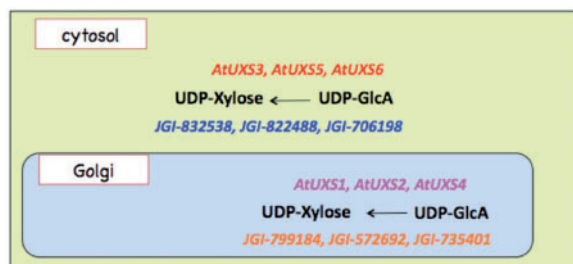 cytosol
AtUXS3, AtUXS5, AtUXS6
UDP-Xylose ← UDP-GlcA
JGI-832538, JGI-822488, JGI-706198
Golgi
AtUXS1, AtUXS2, AtUXS4
UDP-Xylose ← UDP-GlcA
JGI-799184, JGI-572692, JGI-735401